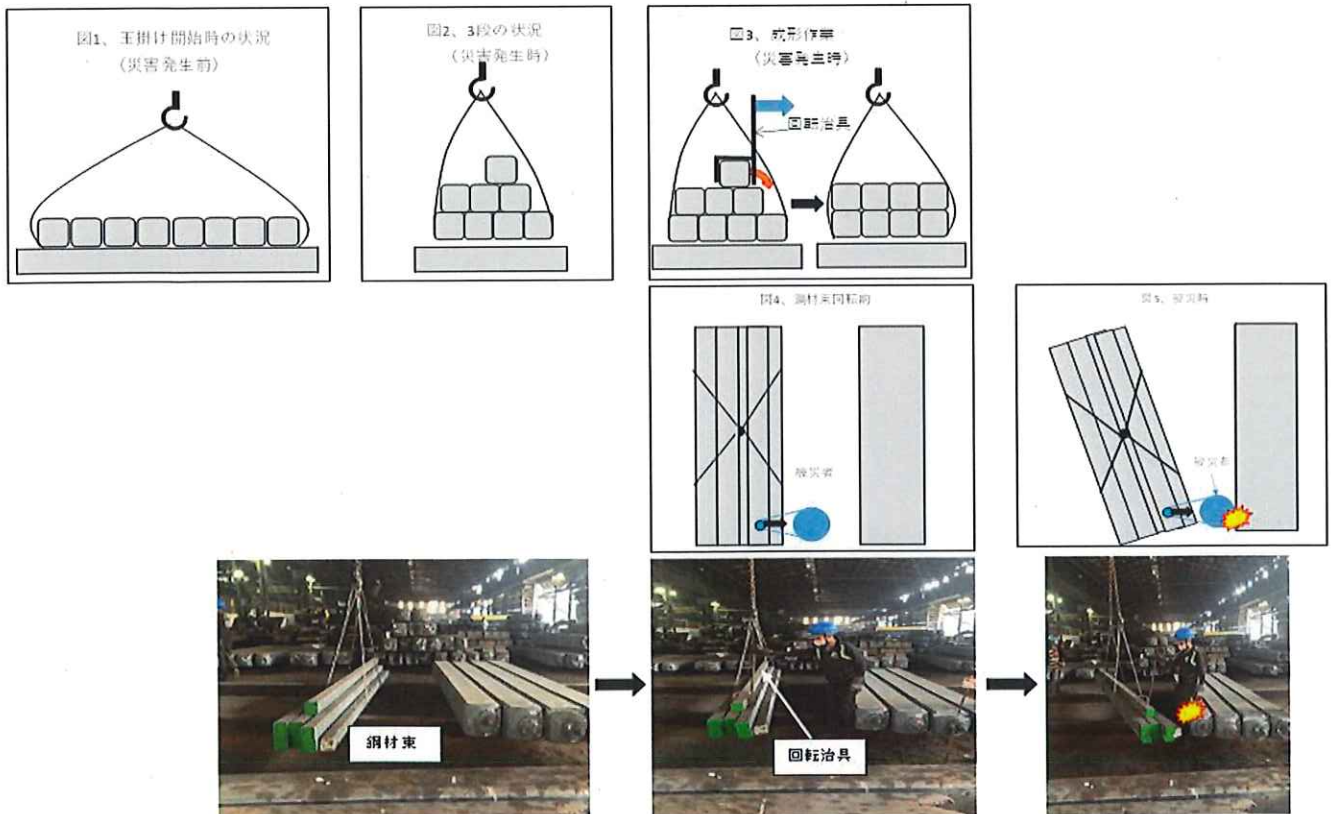 図1、玉掛け開始時の状況
(災害発生前)
図2、3段の状況
(災害発生時)
図3、成形作業
(災害発生時)
回転治具
図4、鋼材束回転前
被災者
図5、被災時
被災者
鋼材束
回転治具